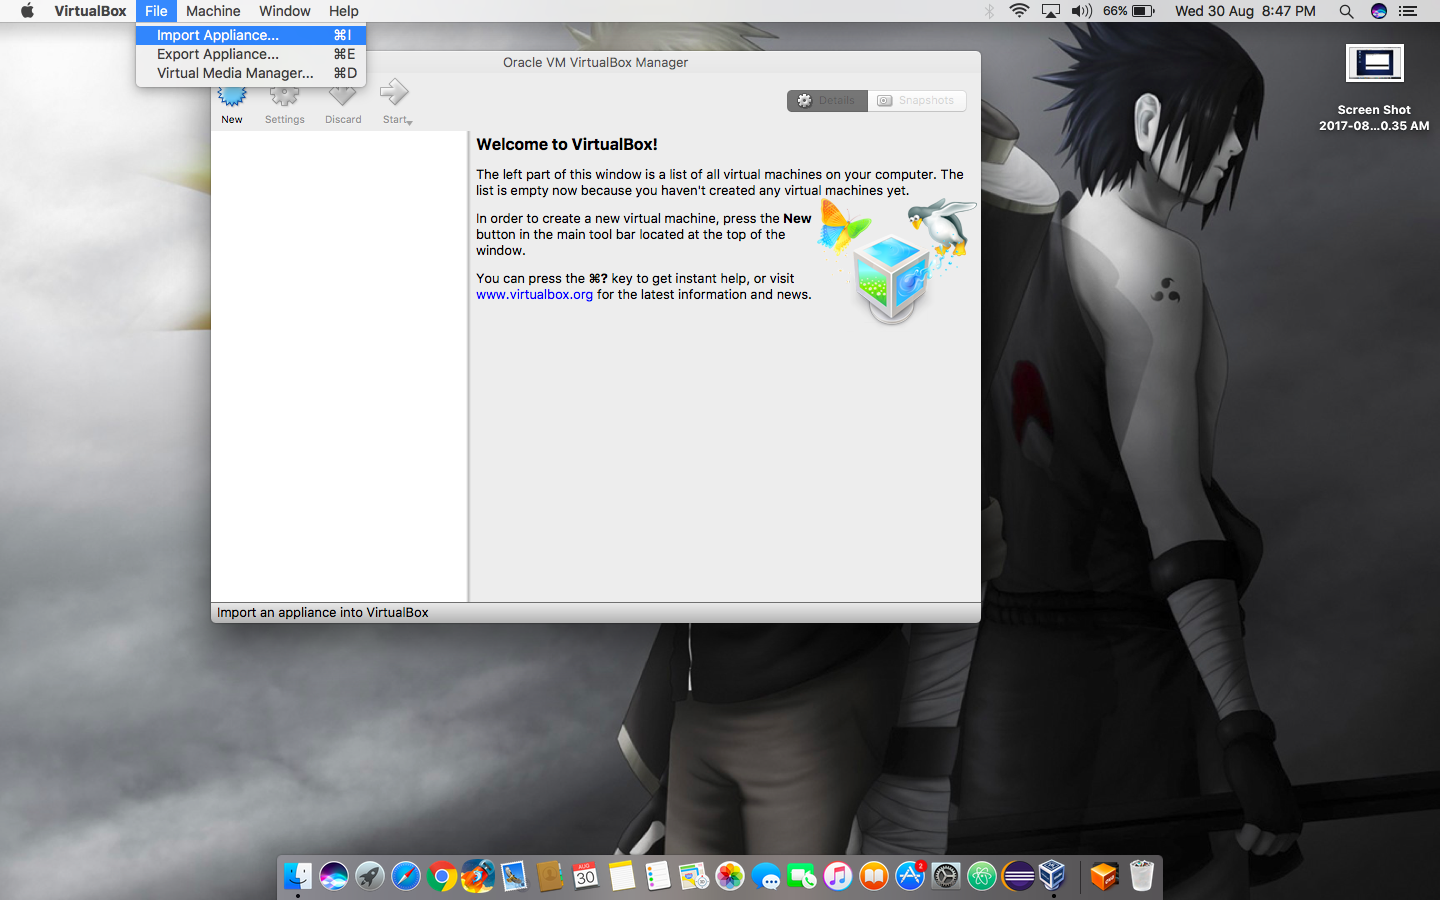 VirtualBox File Machine Window Help 66% Wed 30 Aug 8:47 PM
Import Appliance... ⌘I
Export Appliance... ⌘E
Virtual Media Manager... ⌘D
Oracle VM VirtualBox Manager
New Settings Discard Start
Details Snapshots
Welcome to VirtualBox!
The left part of this window is a list of all virtual machines on your computer. The
list is empty now because you haven't created any virtual machines yet.
In order to create a new virtual machine, press the New
button in the main tool bar located at the top of the
window.
You can press the ⌘? key to get instant help, or visit
www.virtualbox.org for the latest information and news.
Import an appliance into VirtualBox
Screen Shot
2017-08...0.35 AM
AUG
30
2